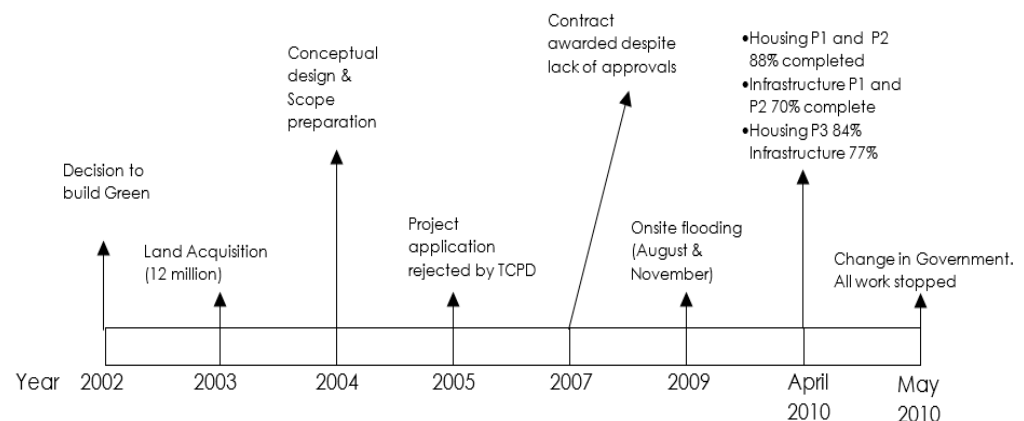 Decision to
build Green
Land Acquisition
(12 million)
Conceptual
design &
Scope
preparation
Project
application
rejected by TCPD
Contract
awarded despite
lack of approvals
Onsite flooding
(August &
November)
•Housing P1 and P2
88% completed
•Infrastructure P1 and
P2 70% complete
•Housing P3 84%
Infrastructure 77%
Change in Government.
All work stopped
Year 2002 2003 2004 2005 2007 2009 April 2010 May 2010